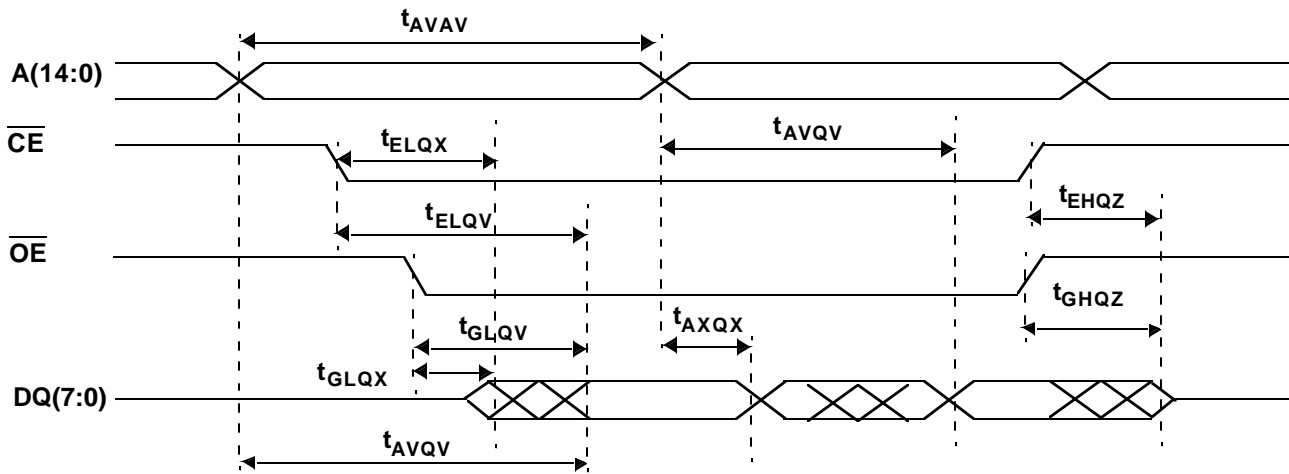 tAVAV
A(14:0)
CE
tELQX
tAVQV
tELQV
tEHQZ
OE
tGLQV
tAXQX
tGHQZ
tGLQX
DQ(7:0)
tAVQV